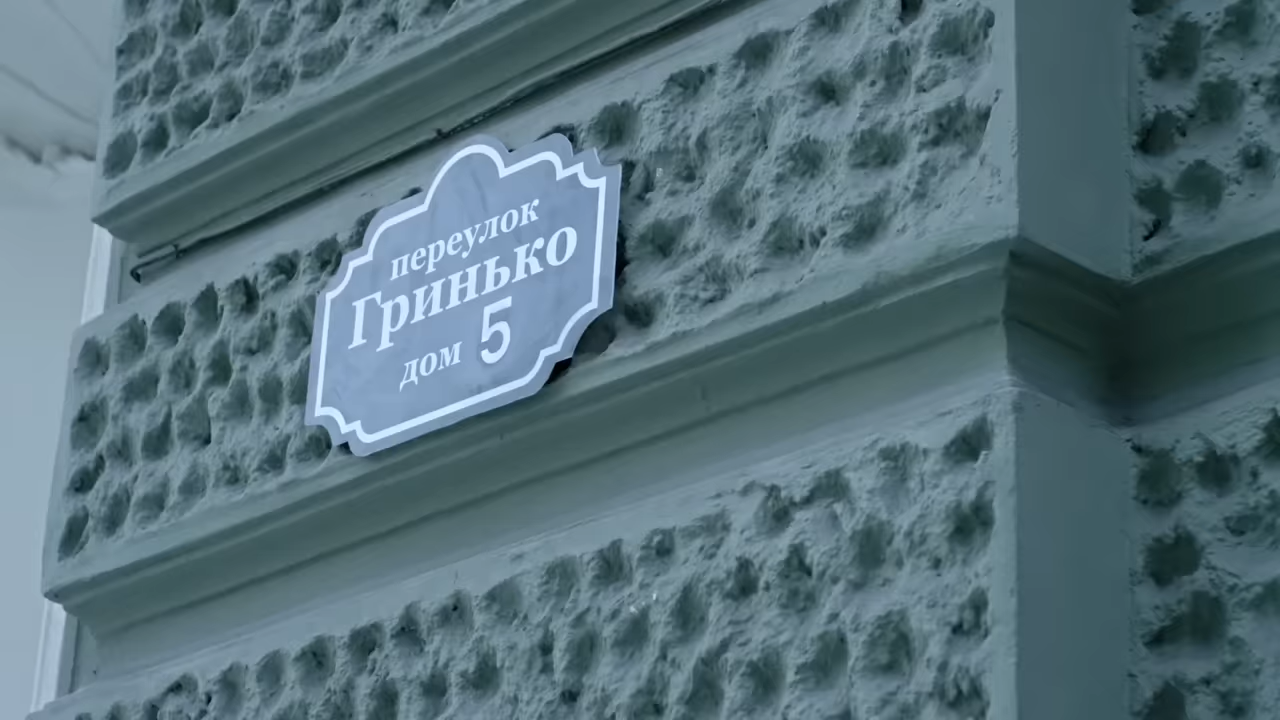 переулок
Гринько
дом 5